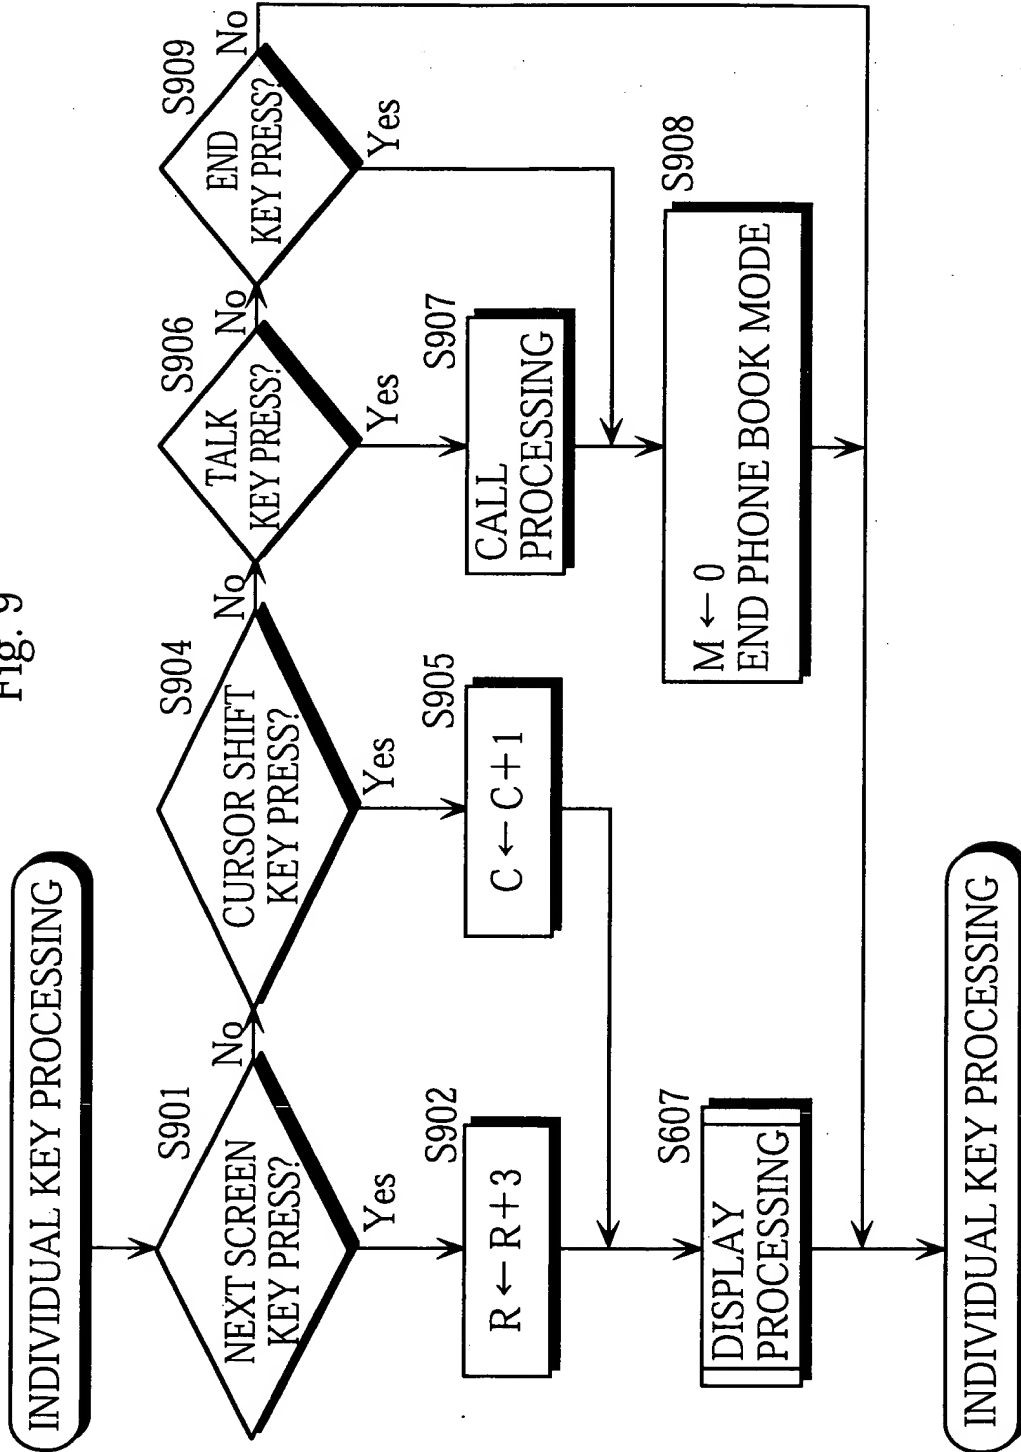 Fig. 9
INDIVIDUAL KEY PROCESSING
S901
NEXT SCREEN
KEY PRESS?
No
Yes
S904
CURSOR SHIFT
KEY PRESS?
No
Yes
S906
TALK
KEY PRESS?
No
Yes
S909
END
KEY PRESS?
No
Yes
S902
R ← R+3
S905
C ← C+1
S907
CALL
PROCESSING
S607
DISPLAY
PROCESSING
S908
M ← 0
END PHONE BOOK MODE
INDIVIDUAL KEY PROCESSING